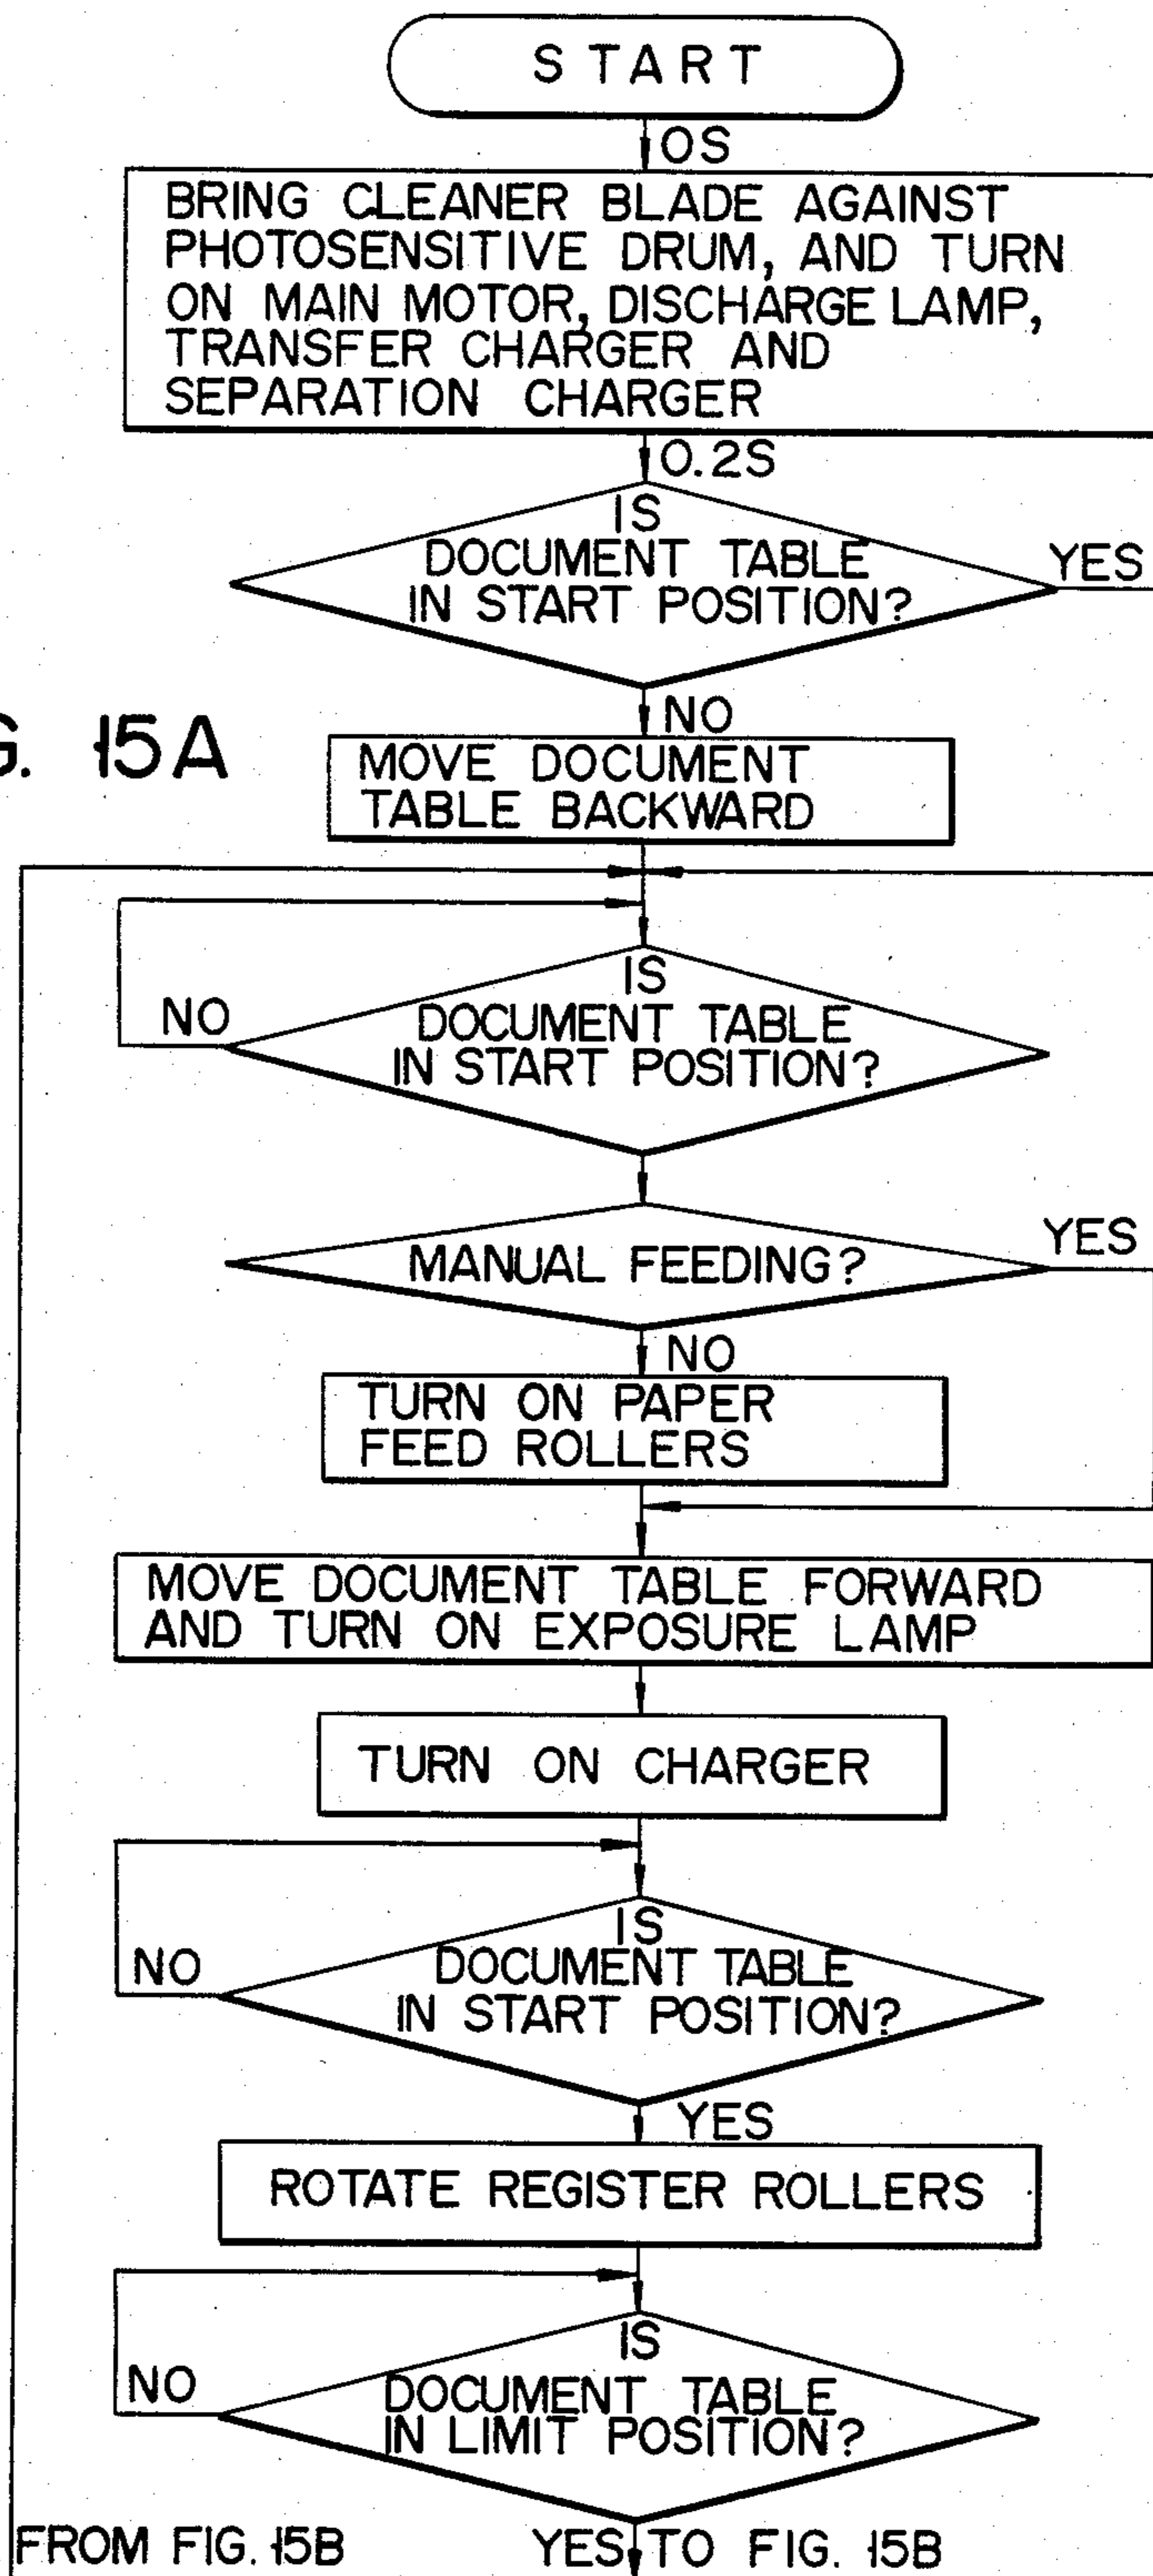 START
0S
BRING CLEANER BLADE AGAINST
PHOTOSENSITIVE DRUM, AND TURN
ON MAIN MOTOR, DISCHARGE LAMP,
TRANSFER CHARGER AND
SEPARATION CHARGER
0.2S
IS
DOCUMENT TABLE
IN START POSITION?
YES
NO
G. 15A
MOVE DOCUMENT
TABLE BACKWARD
IS
DOCUMENT TABLE
IN START POSITION?
NO
MANUAL FEEDING?
YES
NO
TURN ON PAPER
FEED ROLLERS
MOVE DOCUMENT TABLE FORWARD
AND TURN ON EXPOSURE LAMP
TURN ON CHARGER
IS
DOCUMENT TABLE
IN START POSITION?
NO
YES
ROTATE REGISTER ROLLERS
IS
DOCUMENT TABLE
IN LIMIT POSITION?
NO
FROM FIG. 15B
YES TO FIG. 15B